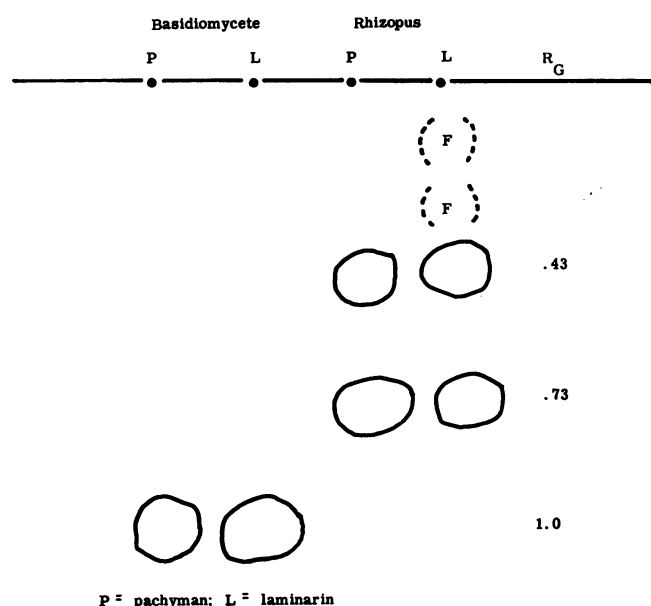 Basidiomycete Rhizopus
P L P L R G
F
F
.43
.73
1.0
P = pachyman; L = laminarin